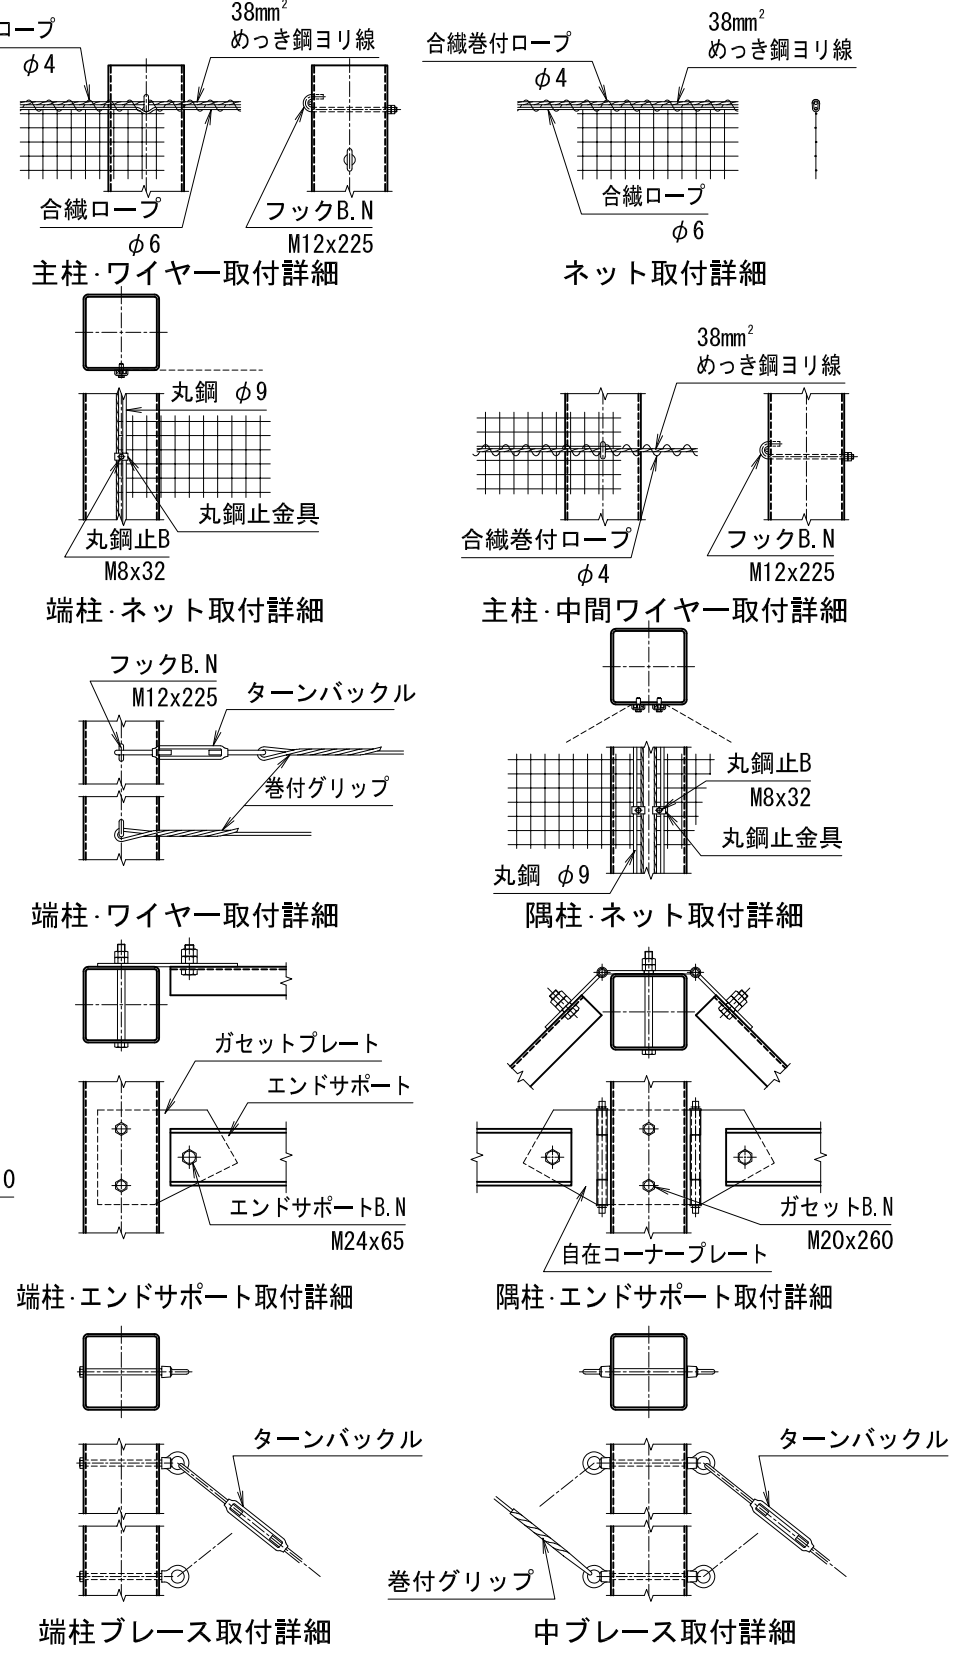 ロープ
φ4
38mm²
めっき鋼ヨリ線
合繊ロープ
φ6
フックB.N
M12x225
主柱・ワイヤー取付詳細
合繊巻付ロープ
φ4
38mm²
めっき鋼ヨリ線
合繊ロープ
φ6
ネット取付詳細
丸鋼 φ9
丸鋼止金具
丸鋼止B
M8x32
端柱・ネット取付詳細
38mm²
めっき鋼ヨリ線
合繊巻付ロープ
φ4
フックB.N
M12x225
主柱・中間ワイヤー取付詳細
フックB.N
M12x225
ターンバックル
巻付グリップ
端柱・ワイヤー取付詳細
丸鋼止B
M8x32
丸鋼止金具
丸鋼 φ9
隅柱・ネット取付詳細
ガセットプレート
エンドサポート
0
エンドサポートB.N
M24x65
端柱・エンドサポート取付詳細
ガセットB.N
M20x260
自在コーナープレート
隅柱・エンドサポート取付詳細
ターンバックル
端柱ブレース取付詳細
ターンバックル
巻付グリップ
中ブレース取付詳細